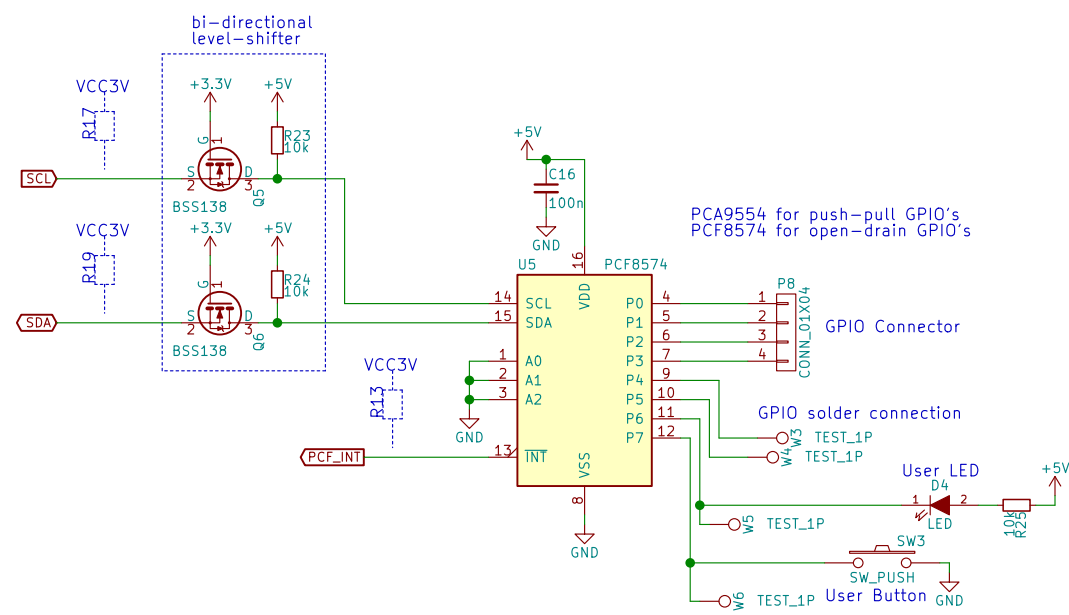 bi-directional
level-shifter
VCC3V
R17
+3.3V
+5V
R23
10k
G
1
S
2
D
3
Q5
BSS138
SCL
VCC3V
R19
+3.3V
+5V
R24
10k
G
1
S
2
D
3
Q6
BSS138
SDA
+5V
C16
100n
GND
PCA9554 for push-pull GPIO's
PCF8574 for open-drain GPIO's
U5
PCF8574
16
VDD
14
SCL
15
SDA
1
A0
2
A1
3
A2
13
INT
VSS
8
GND
P0
4
P1
5
P2
6
P3
7
P4
9
P5
10
P6
11
P7
12
GND
VCC3V
R13
PCF_INT
P8
1
2
3
4
CONN_01X04
GPIO Connector
GPIO solder connection
W3
TEST_1P
W4
TEST_1P
User LED
D4
1
2
LED
10k
R25
+5V
W5
TEST_1P
SW3
SW_PUSH
User Button
GND
W6
TEST_1P